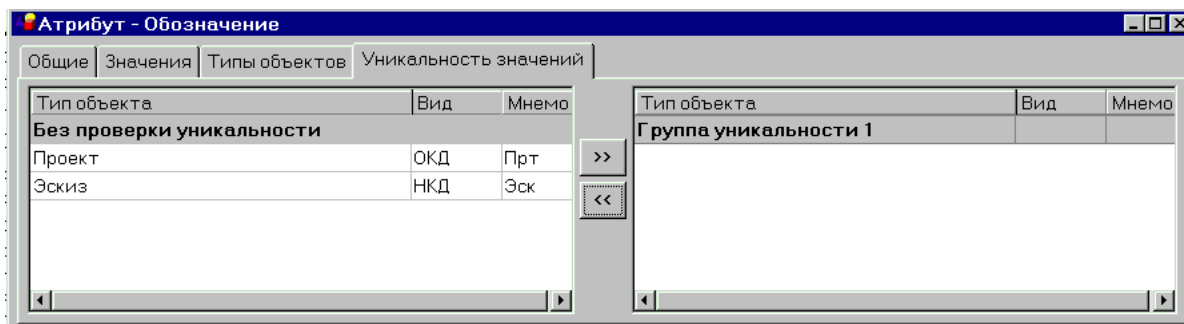 Атрибут - Обозначение
Общие Значения Типы объектов Уникальность значений
Тип объекта Вид Мнемо Тип объекта Вид Мнемо
Без проверки уникальности Группа уникальности 1
Проект ОКД Прт >>
Эскиз НКД Эск <<